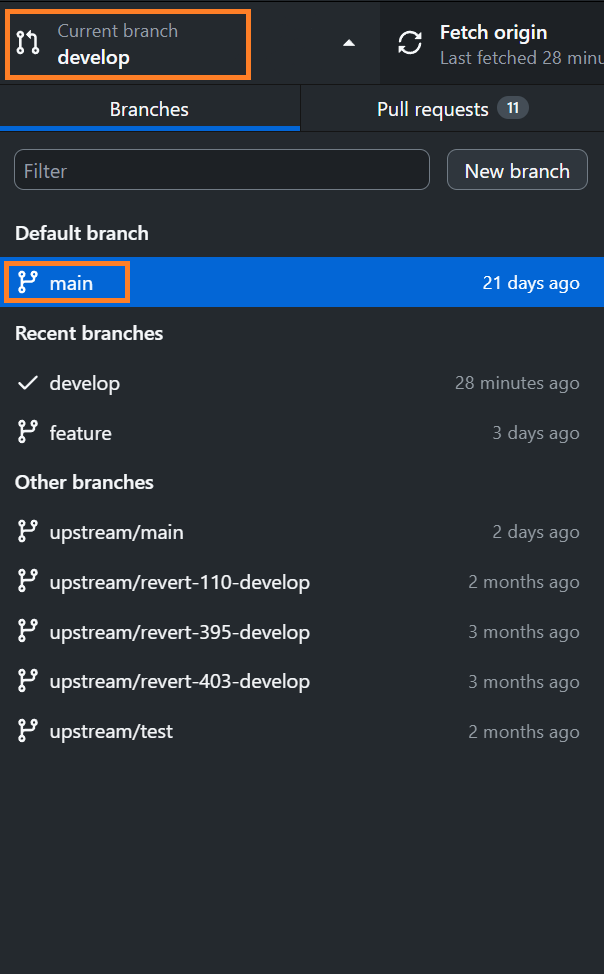 Current branch
develop
Fetch origin
Last fetched 28 minu
Branches
Pull requests 11
Filter
New branch
Default branch
main 21 days ago
Recent branches
develop 28 minutes ago
feature 3 days ago
Other branches
upstream/main 2 days ago
upstream/revert-110-develop 2 months ago
upstream/revert-395-develop 3 months ago
upstream/revert-403-develop 3 months ago
upstream/test 2 months ago